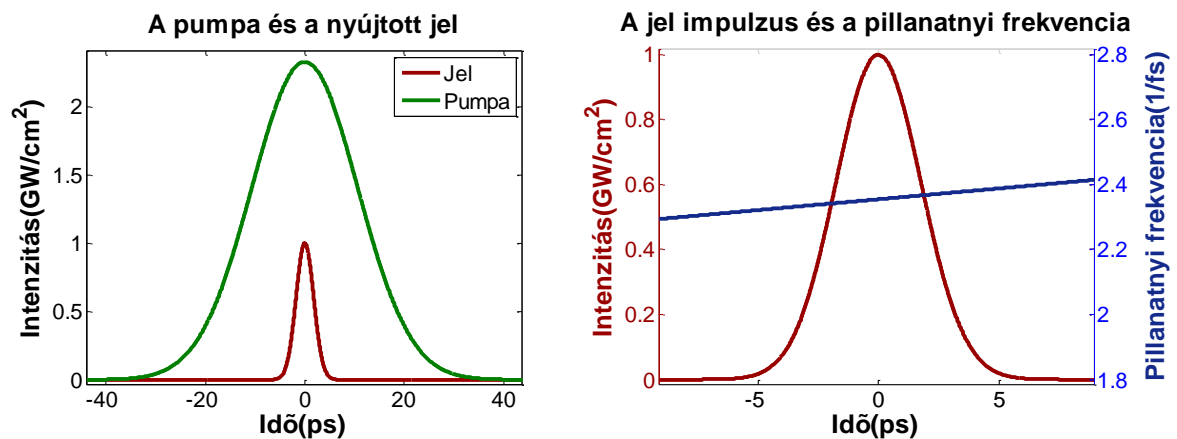 A pumpa és a nyújtott jel
Intenzitás(GW/cm2)
2
1.5
1
0.5
0
Jel
Pumpa
-40
-20
0
20
40
Idõ(ps)
A jel impulzus és a pillanatnyi frekvencia
Intenzitás(GW/cm2)
1
0.8
0.6
0.4
0.2
0
2.8
2.6
2.4
2.2
2
1.8
Pillanatnyi frekvencia(1/fs)
-5
0
5
Idõ(ps)